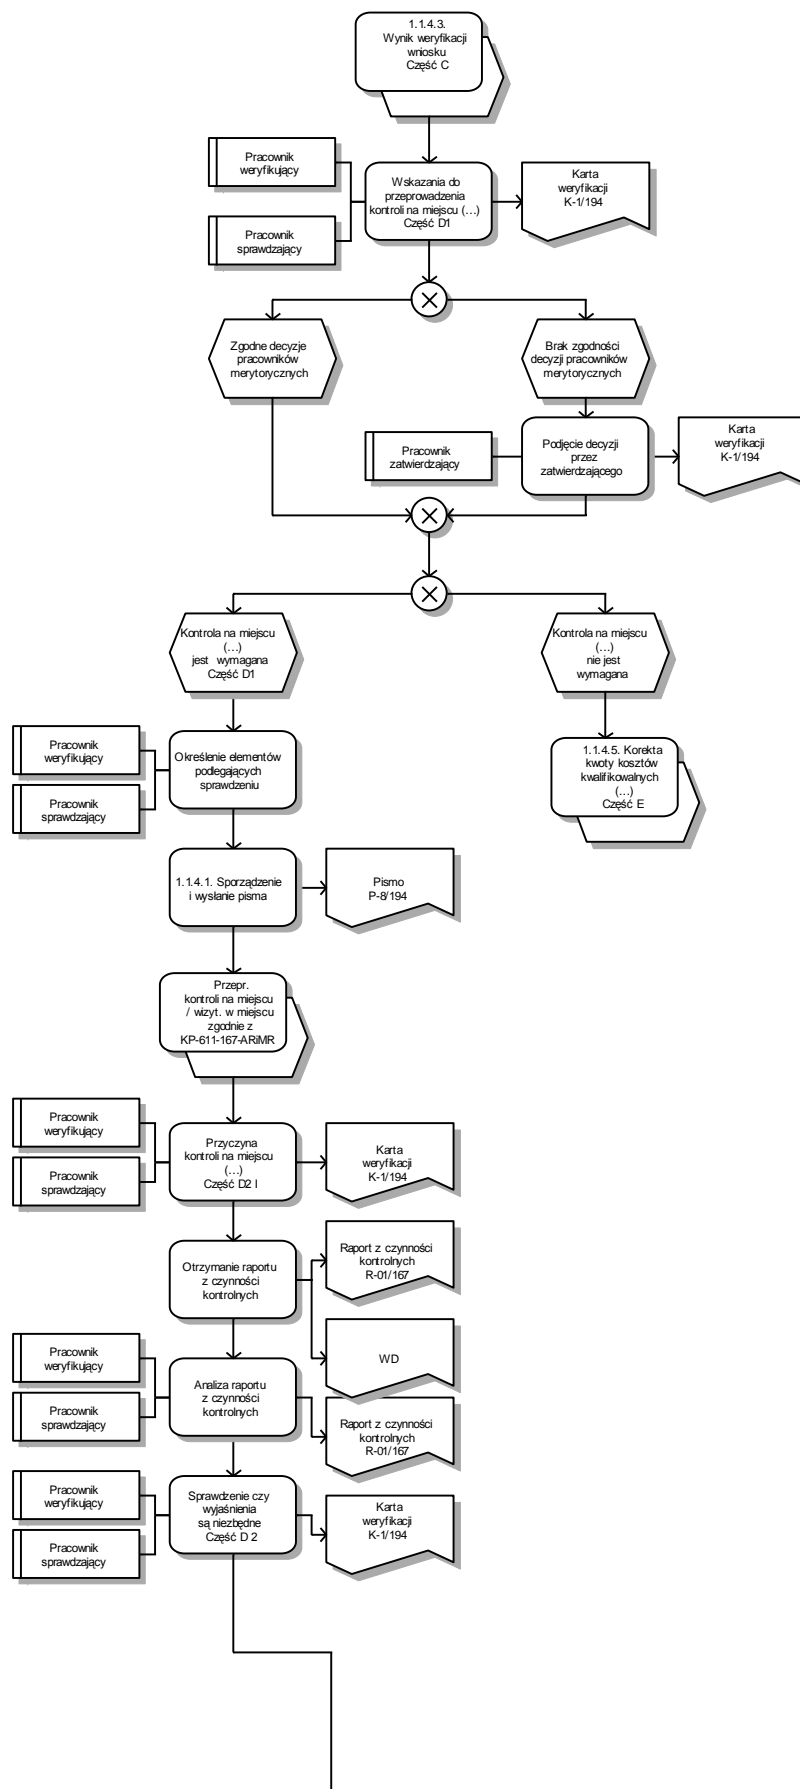 1.1.4.3.
Wynik weryfikacji
wniosku
Część C
Pracownik
weryfikujący
Pracownik
sprawdzający
Wskazania do
przeprowadzenia
kontroli na miejscu (…)
Część D1
Karta
weryfikacji
K-1/194
Zgodne decyzje
pracowników
merytorycznych
Brak zgodności
decyzji pracowników
merytorycznych
Pracownik
zatwierdzający
Podjęcie decyzji
przez
zatwierdzającego
Karta
weryfikacji
K-1/194
Kontrola na miejscu
(…)
jest wymagana
Część D1
Kontrola na miejscu
(…)
nie jest
wymagana
Pracownik
weryfikujący
Pracownik
sprawdzający
Określenie elementów
podlegających
sprawdzeniu
1.1.4.5. Korekta
kwoty kosztów
kwalifikowalnych
(…)
Część E
1.1.4.1. Sporządzenie
i wysłanie pisma
Pismo
P-8/194
Przepr.
kontroli na miejscu
/ wizyt. w miejscu
zgodnie z
KP-611-167-ARiMR
Pracownik
weryfikujący
Pracownik
sprawdzający
Przyczyna
kontroli na miejscu
(…)
Część D2 I
Karta
weryfikacji
K-1/194
Otrzymanie raportu
z czynności
kontrolnych
Raport z czynności
kontrolnych
R-01/167
WD
Pracownik
weryfikujący
Pracownik
sprawdzający
Analiza raportu
z czynności
kontrolnych
Raport z czynności
kontrolnych
R-01/167
Pracownik
weryfikujący
Pracownik
sprawdzający
Sprawdzenie czy
wyjaśnienia
są niezbędne
Część D 2
Karta
weryfikacji
K-1/194